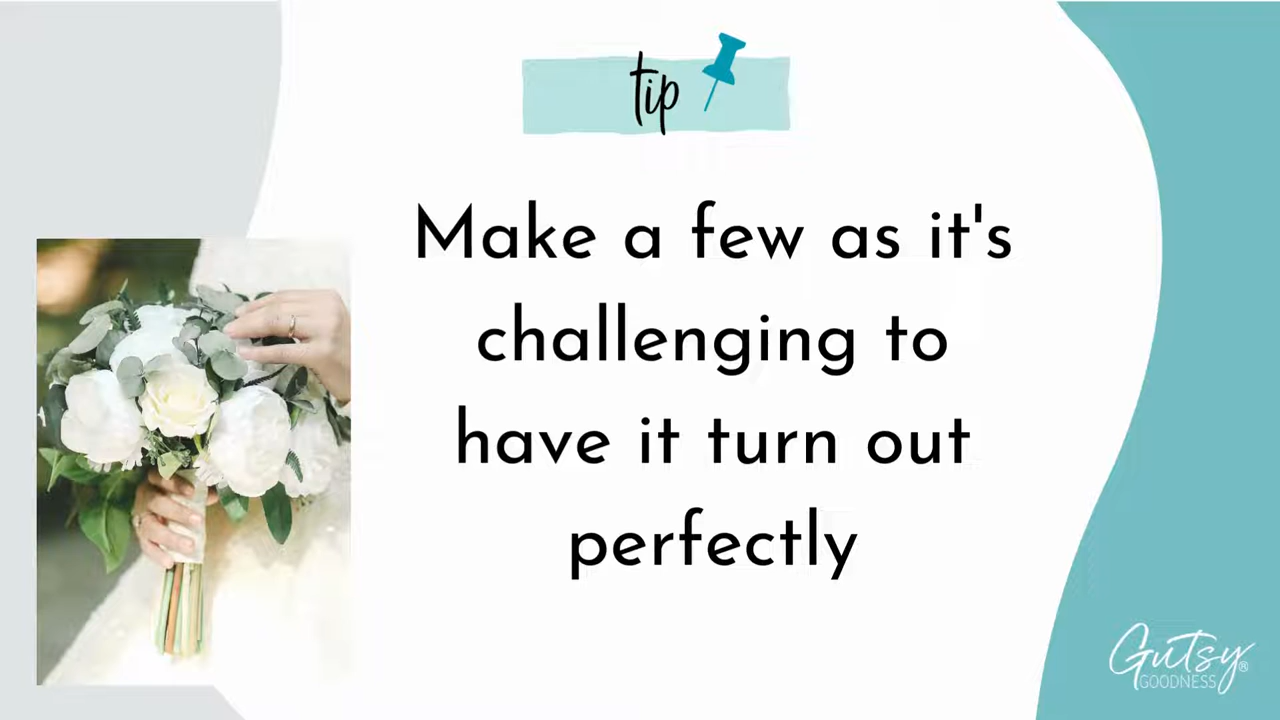 tip
Make a few as it's
challenging to
have it turn out
perfectly
Gutsy®
GOODNESS